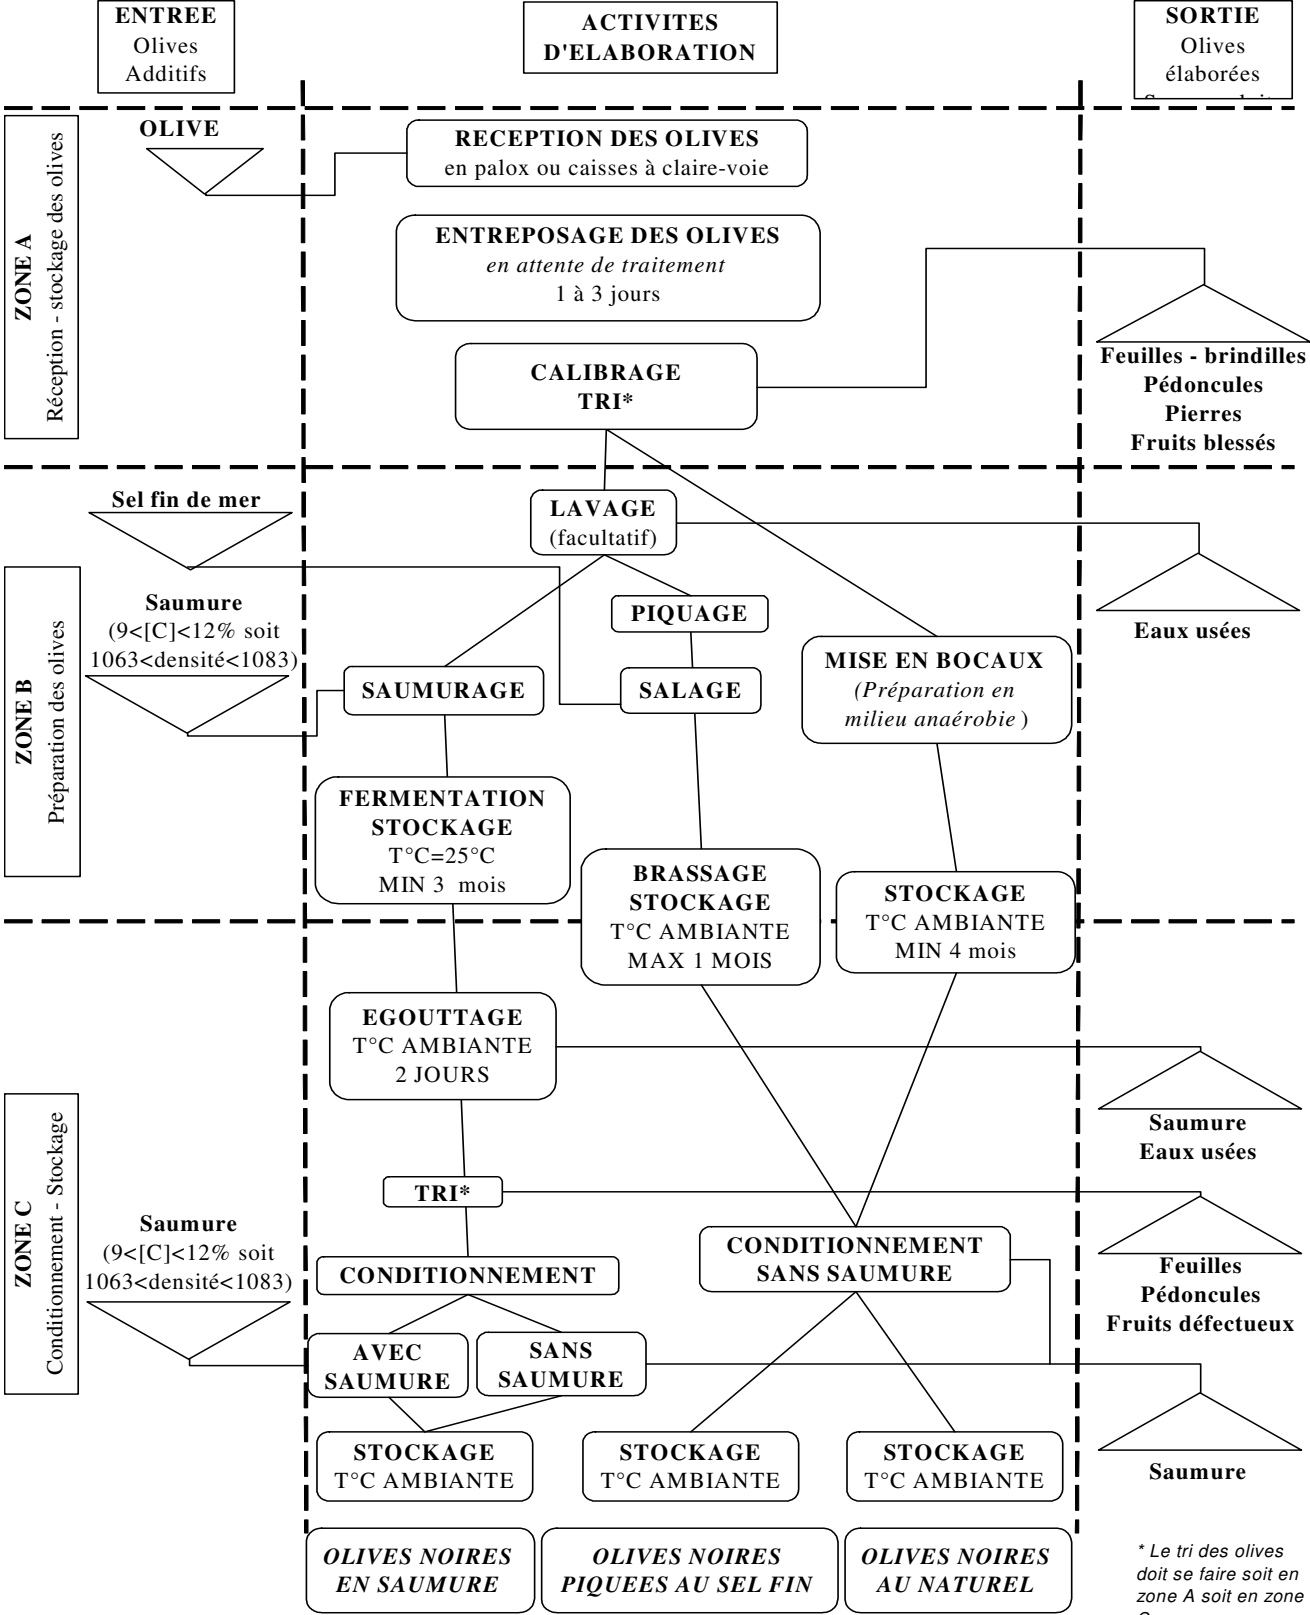 ENTREE
Olives
Additifs
ACTIVITES
D'ELABORATION
SORTIE
Olives
élaborées
ZONE A
Réception - stockage des olives
OLIVE
RECEPTION DES OLIVES
en palox ou caisses à claire-voie
ENTREPOSAGE DES OLIVES
en attente de traitement
1 à 3 jours
CALIBRAGE
TRI*
Feuilles - brindilles
Pédoncules
Pierres
Fruits blessés
ZONE B
Préparation des olives
Sel fin de mer
LAVAGE
(facultatif)
Saumure
(9<[C]<12% soit
1063<densité<1083)
PIQUAGE
Eaux usées
SAUMURAGE
SALAGE
MISE EN BOCAUX
(Préparation en
milieu anaérobie )
FERMENTATION
STOCKAGE
T°C=25°C
MIN 3 mois
BRASSAGE
STOCKAGE
T°C AMBIANTE
MAX 1 MOIS
STOCKAGE
T°C AMBIANTE
MIN 4 mois
ZONE C
Conditionnement - Stockage
EGOUTTAGE
T°C AMBIANTE
2 JOURS
Saumure
Eaux usées
TRI*
Saumure
(9<[C]<12% soit
1063<densité<1083)
CONDITIONNEMENT
CONDITIONNEMENT
SANS SAUMURE
Feuilles
Pédoncules
Fruits défectueux
AVEC
SAUMURE
SANS
SAUMURE
Saumure
STOCKAGE
T°C AMBIANTE
STOCKAGE
T°C AMBIANTE
STOCKAGE
T°C AMBIANTE
OLIVES NOIRES
EN SAUMURE
OLIVES NOIRES
PIQUEES AU SEL FIN
OLIVES NOIRES
AU NATUREL
* Le tri des olives
doit se faire soit en
zone A soit en zone